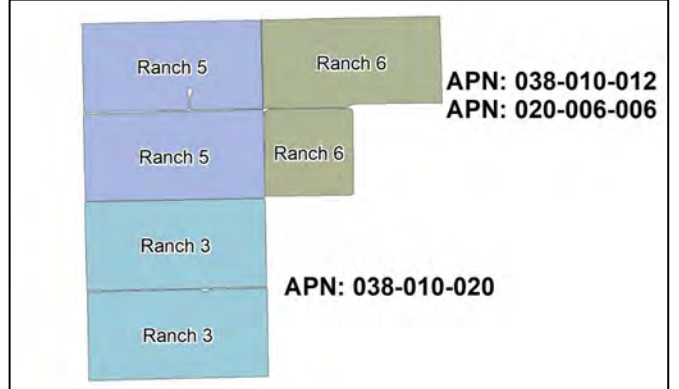 Ranch 5
Ranch 6
APN: 038-010-012
APN: 020-006-006
Ranch 5
Ranch 6
Ranch 3
APN: 038-010-020
Ranch 3